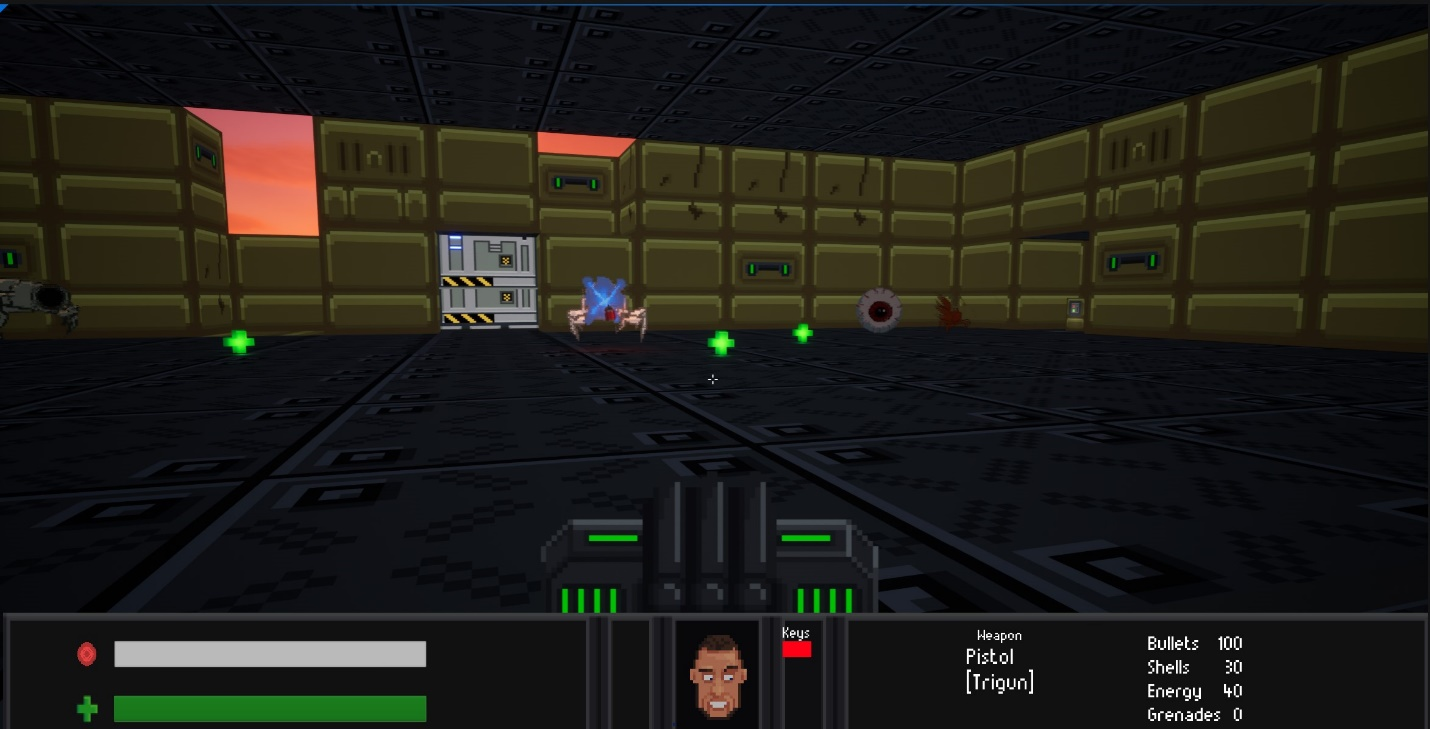 Keys
Weapon
Pistol
[Trigun]
Bullets 100
Shells 30
Energy 40
Grenades 0